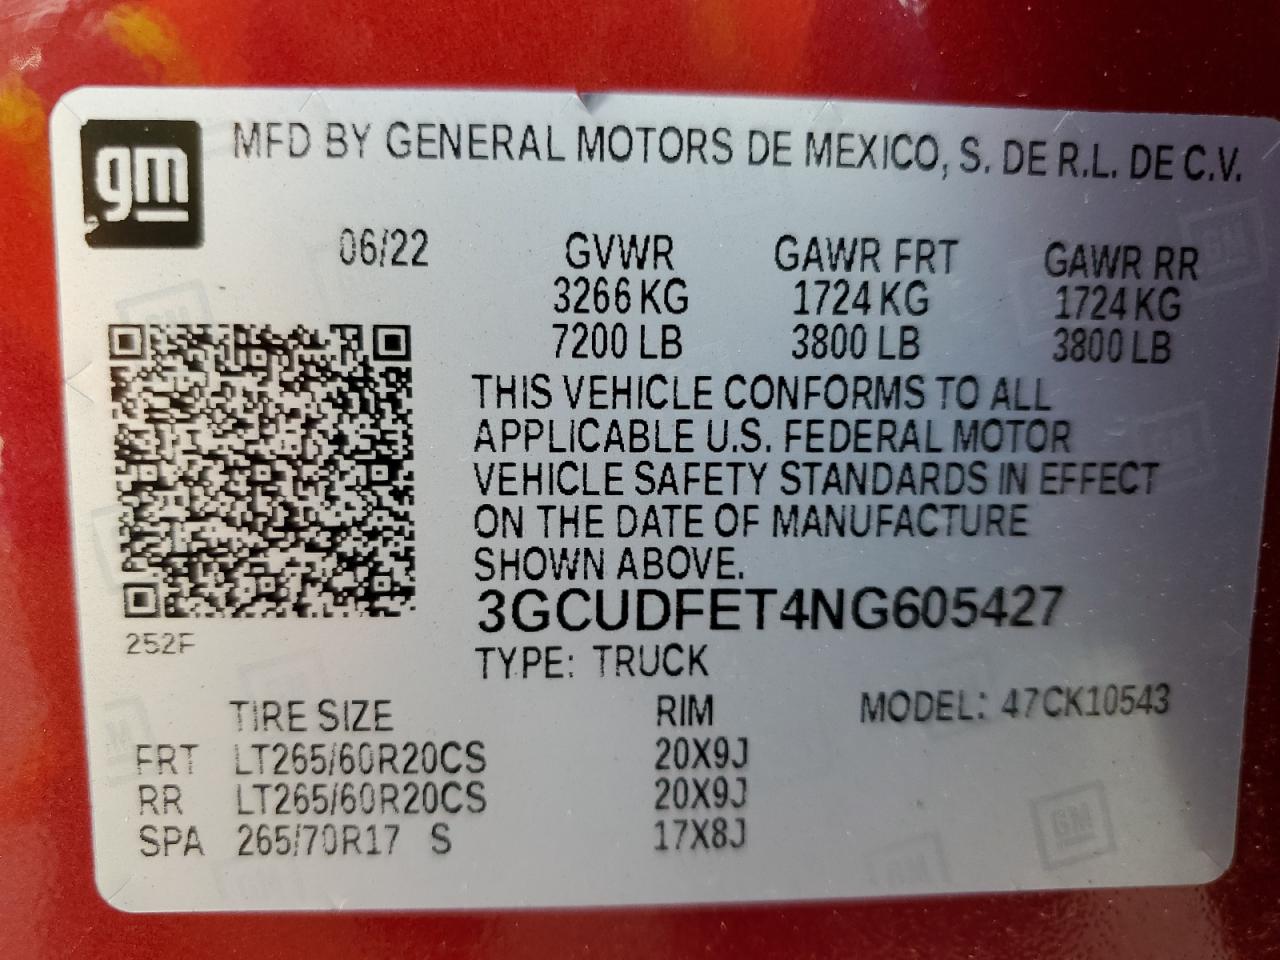 gm
MFD BY GENERAL MOTORS DE MEXICO, S. DE R.L. DE C.V.
06/22 GVWR GAWR FRT GAWR RR
3266 KG 1724 KG 1724 KG
7200 LB 3800 LB 3800 LB
THIS VEHICLE CONFORMS TO ALL
APPLICABLE U.S. FEDERAL MOTOR
VEHICLE SAFETY STANDARDS IN EFFECT
ON THE DATE OF MANUFACTURE
SHOWN ABOVE.
3GCUDFET4NG605427
252F
TYPE: TRUCK
TIRE SIZE RIM MODEL: 47CK10543
FRT LT265/60R20CS 20X9J
RR LT265/60R20CS 20X9J
SPA 265/70R17 S 17X8J
GM